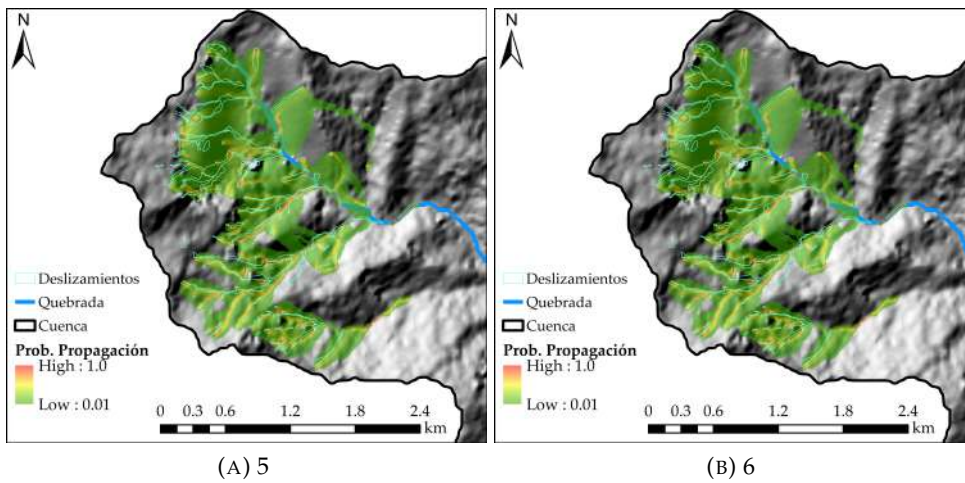 N
Deslizamientos
Quebrada
Cuenca
Prob. Propagación
High : 1.0
Low : 0.01
0 0.3 0.6 1.2 1.8 2.4
km
(A) 5
N
Deslizamientos
Quebrada
Cuenca
Prob. Propagación
High : 1.0
Low : 0.01
0 0.3 0.6 1.2 1.8 2.4
km
(B) 6